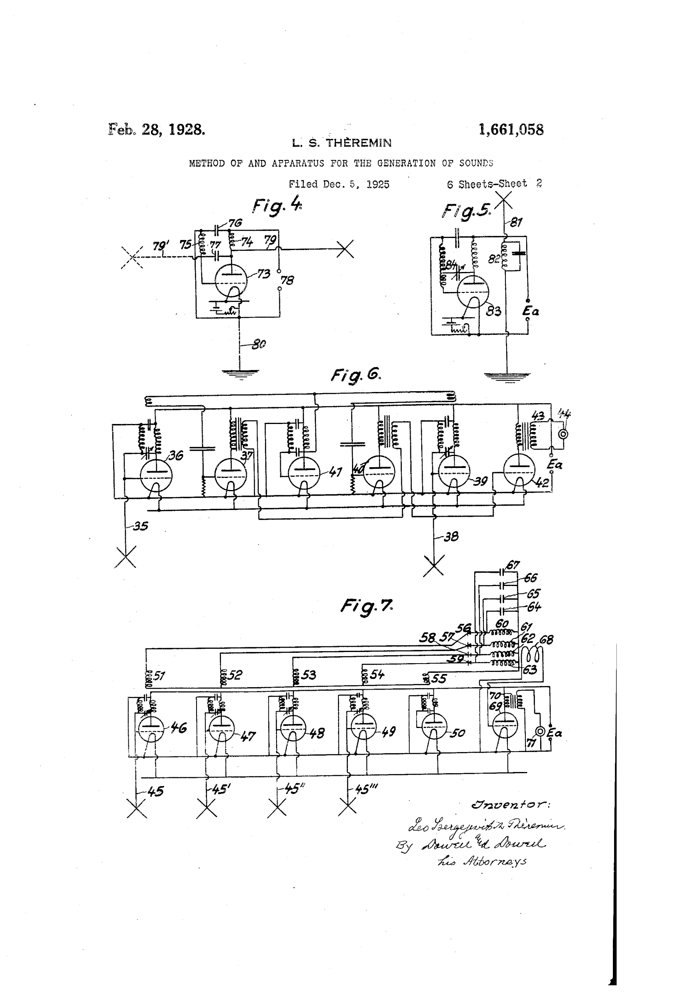 Feb. 28, 1928.
1,661,058
L. S. THÈREMIN
METHOD OF AND APPARATUS FOR THE GENERATION OF SOUNDS
Filed Dec. 5, 1925
6 Sheets-Sheet 2
Fig. 4.
76
79' 75 77 74 79
73
78
80
Fig. 5.
81
84 82
83 Ea
Fig. 6.
43 44
36 37 41 40 39 42 Ea
35
38
67
66
65
64
Fig. 7.
56 60 61
58 57 62 68
59 63
51 52 53 54 55
70
69
46 47 48 49 50 71 Ea
45 45' 45'' 45'''
Inventor:
Leo Thèremin.
By Dowell and Dowell
his Attorneys